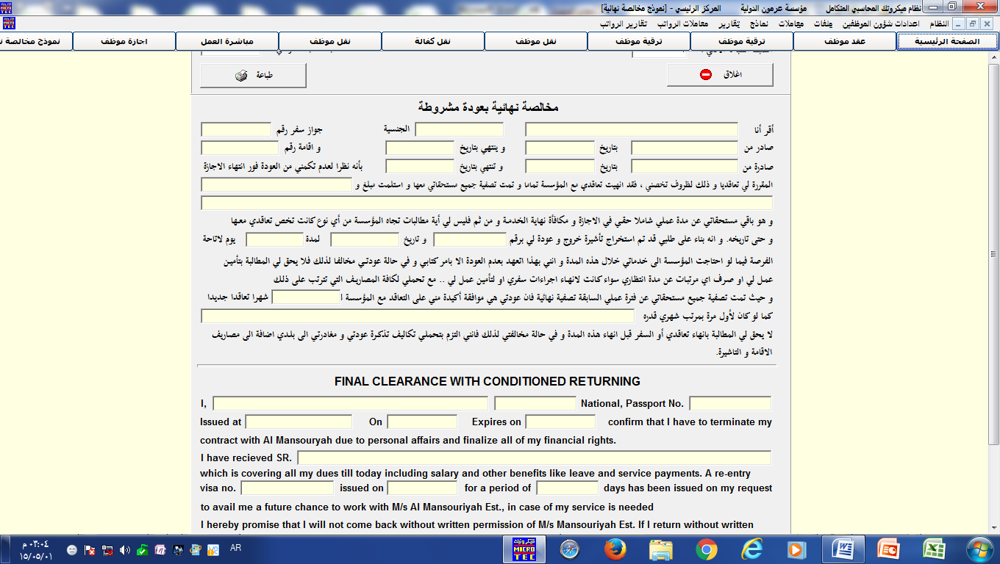 نظام ميكروتك المحاسبي المتكامل مؤسسة عرمون الدولية المركز الرئيسي - [نموذج مخالصة نهائية]
النظام اعدادات شؤون الموظفين ملفات معاملات نماذج تقارير معاملات الرواتب تقارير الرواتب
الصفحة الرئيسية عقد موظف ترقية موظف ترقية موظف نقل موظف نقل كفالة نقل موظف مباشرة العمل اجازة موظف نموذج مخالصة ن
اغلاق طباعة
مخالصة نهائية بعودة مشروطة
أقر أنا الجنسية جواز سفر رقم
صادر من بتاريخ و ينتهي بتاريخ و اقامة رقم
صادرة من بتاريخ و تنتهي بتاريخ بأنه نظرا لعدم تكمني من العودة فور انتهاء الاجازة
المقررة لي تعاقديا و ذلك لظروف تخصني ، فقد انهيت تعاقدي مع المؤسسة تماما و تمت تصفية جميع مستحقاتي معها و استلمت مبلغ و
و هو باقي مستحقاتي عن مدة عملي شاملا حقي في الاجازة و مكافأة نهاية الخدمة و من ثم فليس لي أية مطالبات تجاه المؤسسة من أي نوع كانت تخص تعاقدي معها
و حتى تاريخه. و انه بناء على طلبي قد تم استخراج تأشيرة خروج و عودة لي برقم و تاريخ لمدة يوم لاتاحة
الفرصة فيما لو احتاجت المؤسسة الى خدماتي خلال هذه المدة و انني بهذا اتعهد بعدم العودة الا بامر كتابي و في حالة عودتي مخالفا لذلك فلا يحق لي المطالبة بتأمين
عمل لي او صرف اي مرتبات عن مدة انتظاري سواء كانت لانهاء اجراءات سفري او لتأمين عمل لي .. مع تحملي لكافة المصاريف التي تترتب على ذلك
و حيث تمت تصفية جميع مستحقاتي عن فترة عملي السابقة تصفية نهائية فان عودتي هي موافقة أكيدة مني على التعاقد مع المؤسسة ا شهرا تعاقدا جديدا
كما لو كان لأول مرة بمرتب شهري قدره
لا يحق لي المطالبة بانهاء تعاقدي أو السفر قبل انهاء هذه المدة و في حالة مخالفتي لذلك فانني التزم بتحملي تكاليف تذكرة عودتي و مغادرتي الى بلدي اضافة الى مصاريف
الاقامة و التاشيرة.
FINAL CLEARANCE WITH CONDITIONED RETURNING
I, National, Passport No.
Issued at On Expires on confirm that I have to terminate my
contract with Al Mansouryah due to personal affairs and finalize all of my financial rights.
I have recieved SR.
which is covering all my dues till today including salary and other benefits like leave and service payments. A re-entry
visa no. issued on for a period of days has been issued on my request
to avail me a future chance to work with M/s Al Mansouriyah Est., in case of my service is needed
I hereby promise that I will not come back without written permission of M/s Mansouriyah Est. If I return without written
ميكروتيك
MICRO
TEC
AR
٠٣:٠٤ م
١٥/٠٥/٠١